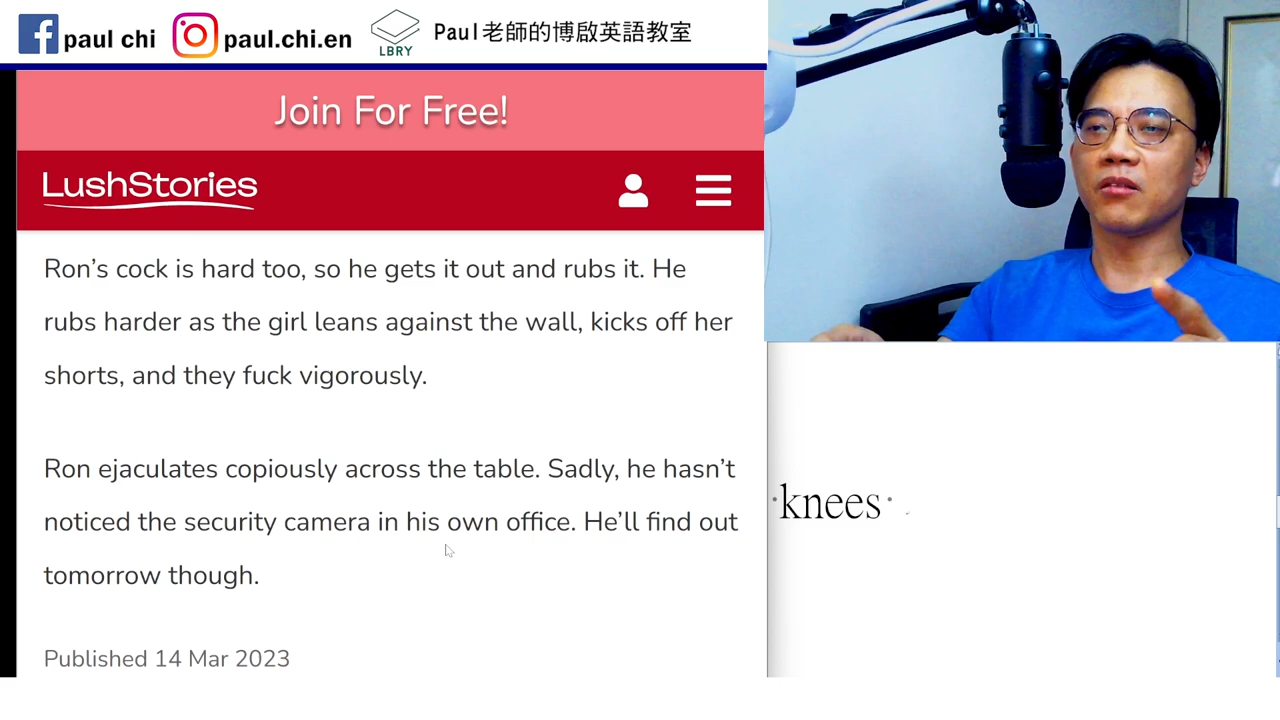 paul chi
paul.chi.en
LBRY
Paul老師的博啟英語教室
Join For Free!
LushStories
Ron’s cock is hard too, so he gets it out and rubs it. He
rubs harder as the girl leans against the wall, kicks off her
shorts, and they fuck vigorously.
Ron ejaculates copiously across the table. Sadly, he hasn’t
noticed the security camera in his own office. He’ll find out
tomorrow though.
Published 14 Mar 2023
knees